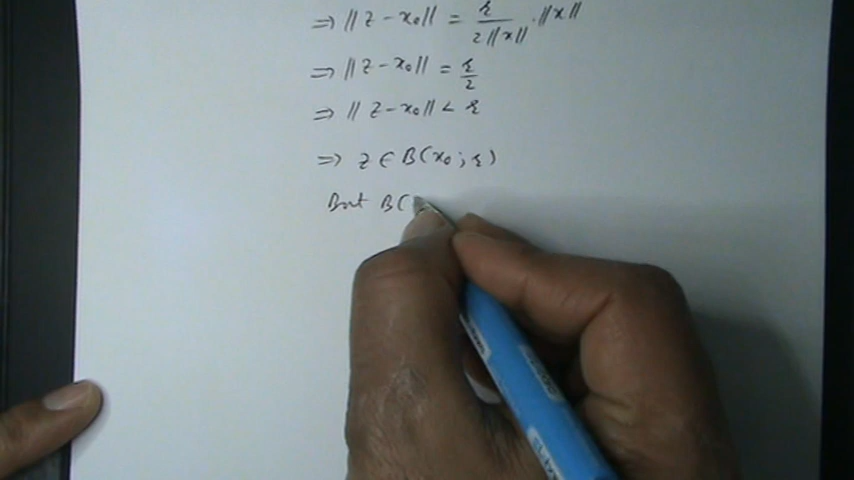 ⇒ ||z - x₀|| = r / 2||x|| · ||x||
⇒ ||z - x₀|| = r/2
⇒ ||z - x₀|| < r
⇒ z ∈ B(x₀; r)
But B(